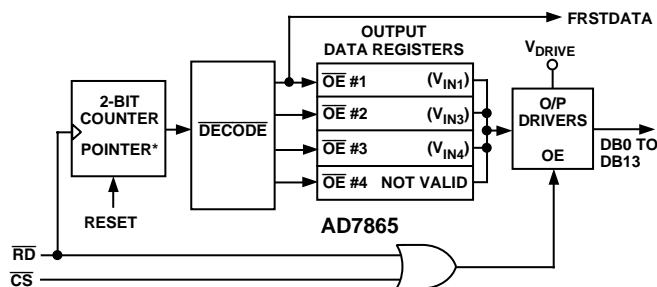 FRSTDATA
OUTPUT
DATA REGISTERS
V_DRIVE
2-BIT
COUNTER
POINTER*
RESET
DECODE
OE #1 (V_IN1)
OE #2 (V_IN3)
OE #3 (V_IN4)
OE #4 NOT VALID
O/P
DRIVERS
OE
DB0 TO
DB13
AD7865
RD
CS